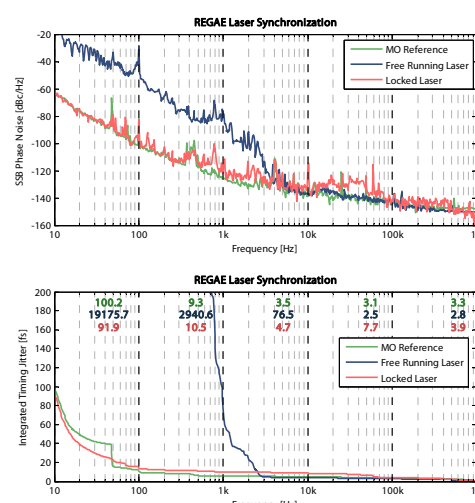 REGAE Laser Synchronization
-20
-40
-60
-80
-100
-120
-140
-160
SSB Phase Noise [dBc/Hz]
MO Reference
Free Running Laser
Locked Laser
10 100 1k 10k 100k
Frequency [Hz]
REGAE Laser Synchronization
200
180
160
140
120
100
80
60
40
20
0
Integrated Timing Jitter [fs]
100.2 9.3 3.5 3.1 3.3
19175.7 2940.6 76.5 2.5 2.8
91.9 10.5 4.7 7.7 3.9
MO Reference
Free Running Laser
Locked Laser
10 100 1k 10k 100k